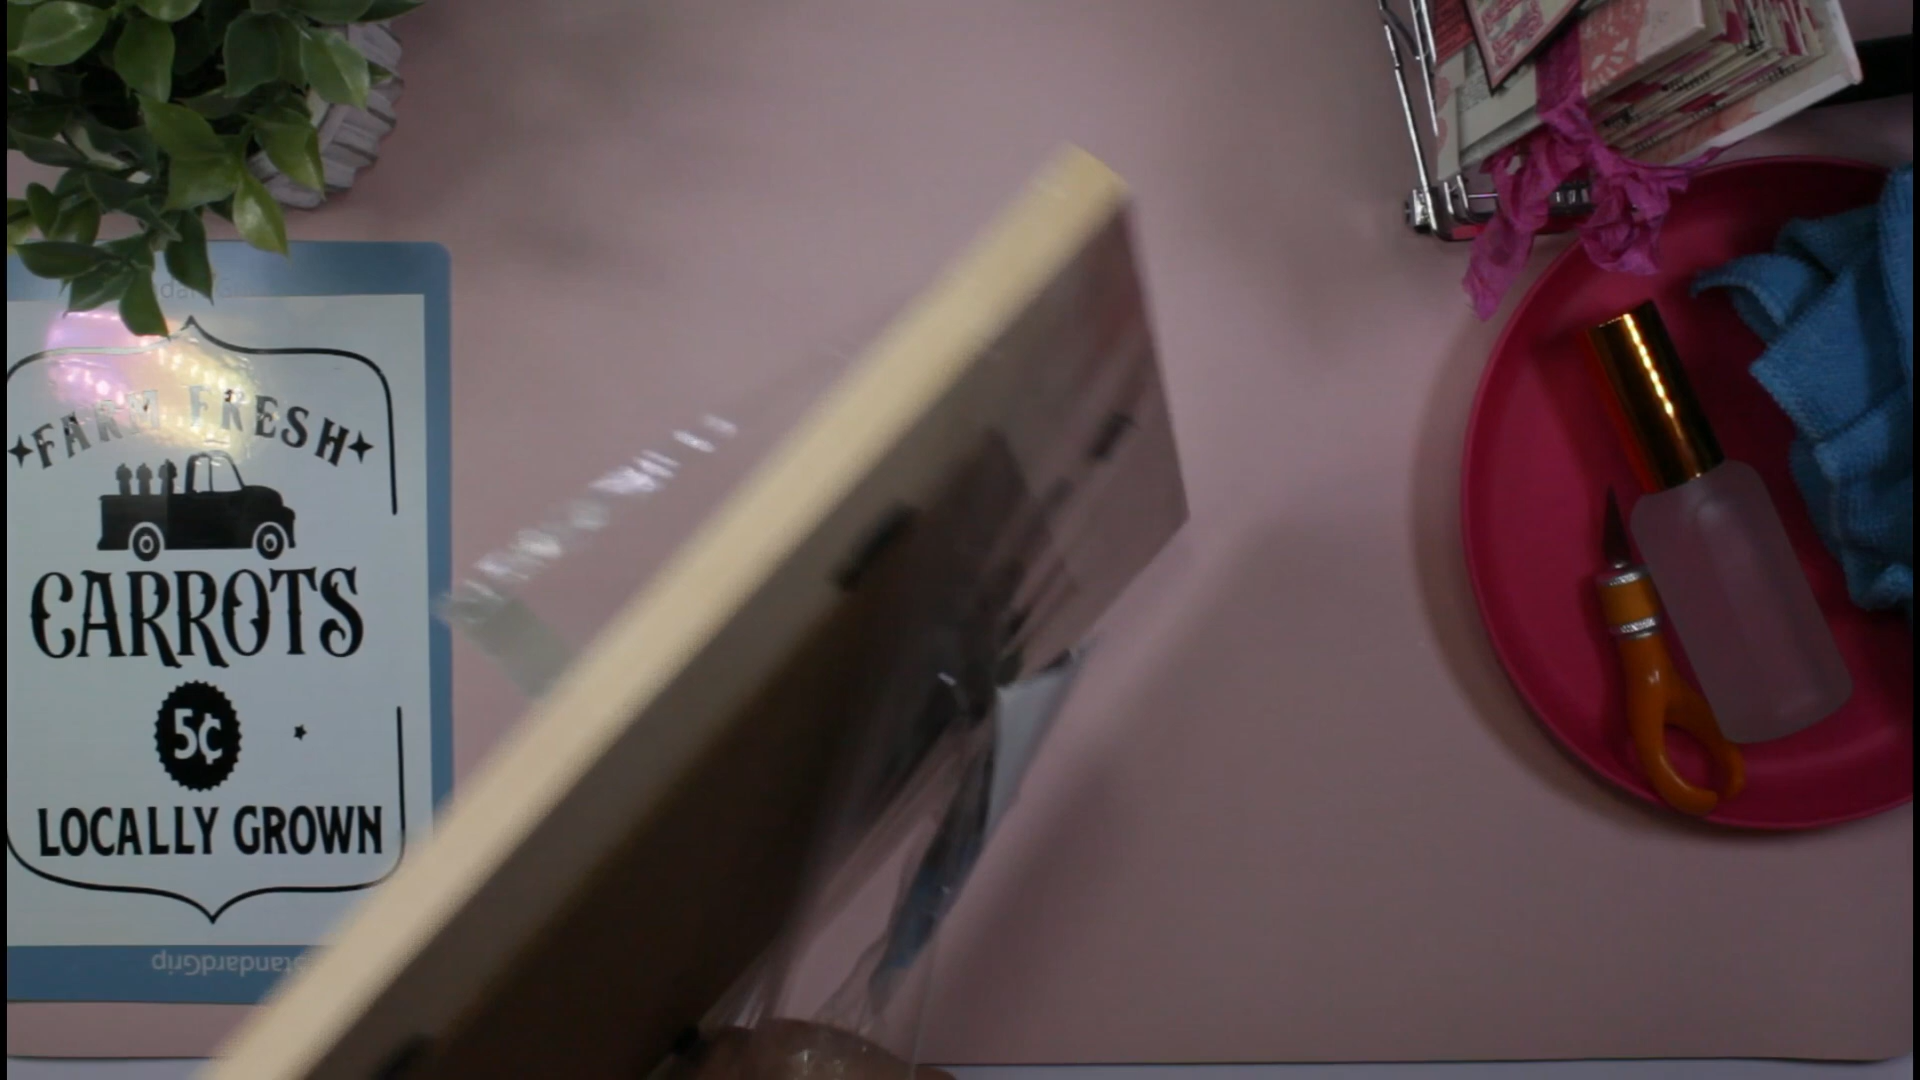 FARM FRESH
CARROTS
5¢
LOCALLY GROWN
StandardGrip